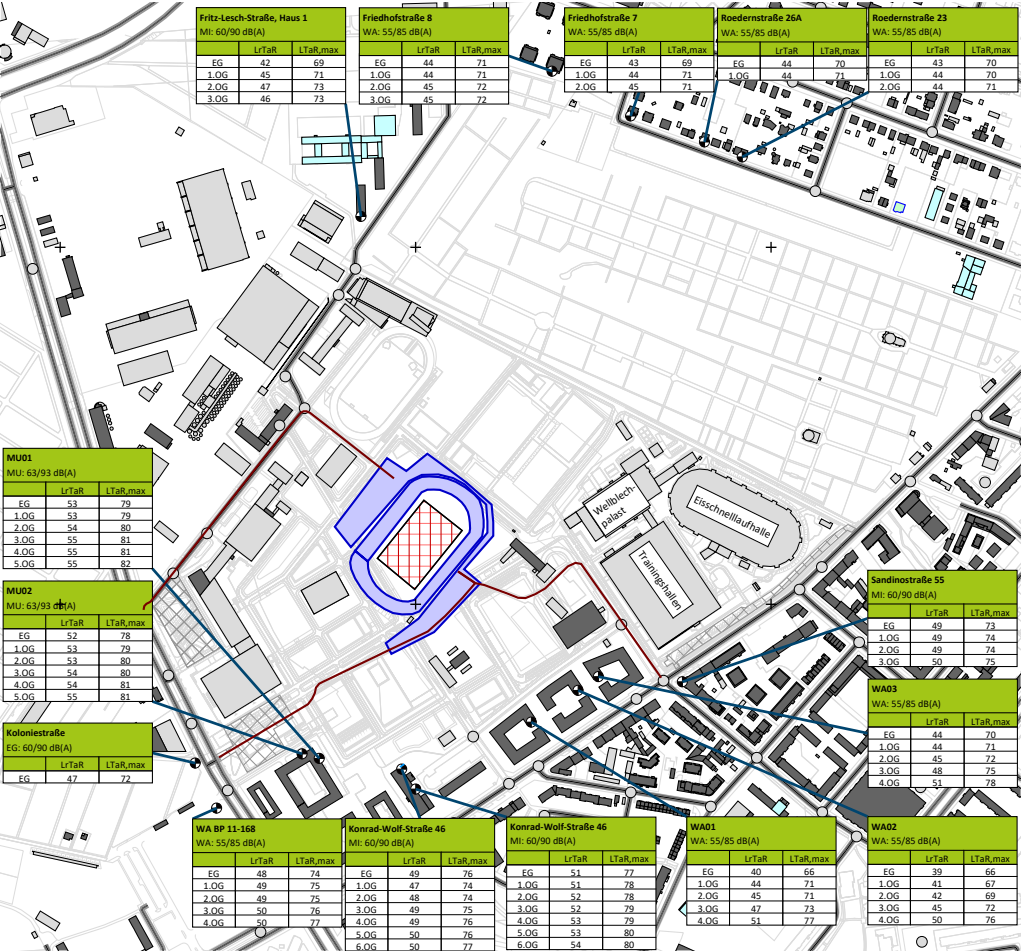 Fritz-Lesch-Straße, Haus 1
MI: 60/90 dB(A)
LrTaR LTaR,max
EG 42 69
1.OG 45 71
2.OG 47 73
3.OG 46 73
Friedhofstraße 8
WA: 55/85 dB(A)
LrTaR LTaR,max
EG 44 71
1.OG 44 71
2.OG 45 72
3.OG 45 72
Friedhofstraße 7
WA: 55/85 dB(A)
LrTaR LTaR,max
EG 43 69
1.OG 44 71
2.OG 45 71
Roedernstraße 26A
WA: 55/85 dB(A)
LrTaR LTaR,max
EG 44 70
1.OG 44 71
Roedernstraße 23
WA: 55/85 dB(A)
LrTaR LTaR,max
EG 43 70
1.OG 44 70
2.OG 44 71
MU01
MU: 63/93 dB(A)
LrTaR LTaR,max
EG 53 79
1.OG 53 79
2.OG 54 80
3.OG 55 81
4.OG 55 81
5.OG 55 82
Wellblech-
palast
Eisschnelllaufhalle
Trainingshallen
MU02
MU: 63/93 dB(A)
LrTaR LTaR,max
EG 52 78
1.OG 53 79
2.OG 53 80
3.OG 54 80
4.OG 54 81
5.OG 55 81
Sandinostraße 55
MI: 60/90 dB(A)
LrTaR LTaR,max
EG 49 73
1.OG 49 74
2.OG 49 74
3.OG 50 75
WA03
WA: 55/85 dB(A)
LrTaR LTaR,max
EG 44 70
1.OG 44 71
2.OG 45 72
3.OG 48 75
4.OG 51 78
Koloniestraße
EG: 60/90 dB(A)
LrTaR LTaR,max
EG 47 72
WA BP 11-168
WA: 55/85 dB(A)
LrTaR LTaR,max
EG 48 74
1.OG 49 75
2.OG 49 75
3.OG 50 76
4.OG 50 77
Konrad-Wolf-Straße 46
MI: 60/90 dB(A)
LrTaR LTaR,max
EG 49 76
1.OG 47 74
2.OG 48 74
3.OG 49 75
4.OG 49 76
5.OG 50 76
6.OG 50 77
Konrad-Wolf-Straße 46
MI: 60/90 dB(A)
LrTaR LTaR,max
EG 51 77
1.OG 51 78
2.OG 52 78
3.OG 52 79
4.OG 53 79
5.OG 53 80
6.OG 54 80
WA01
WA: 55/85 dB(A)
LrTaR LTaR,max
EG 40 66
1.OG 44 71
2.OG 45 71
3.OG 47 73
4.OG 51 77
WA02
WA: 55/85 dB(A)
LrTaR LTaR,max
EG 39 66
1.OG 41 67
2.OG 42 69
3.OG 45 72
4.OG 50 76